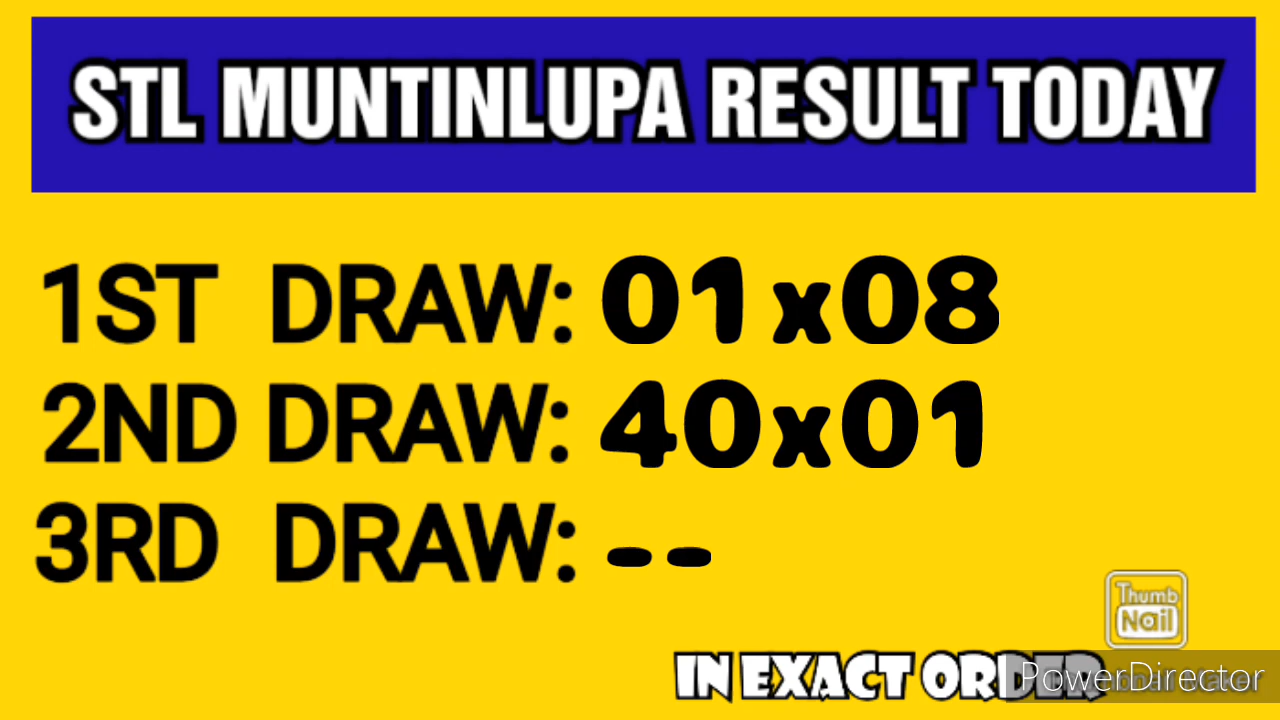 STL MUNTINLUPA RESULT TODAY
1ST DRAW: 01x08
2ND DRAW: 40x01
3RD DRAW: --
Thumb
Nail
IN EXACT ORDER
PowerDirector